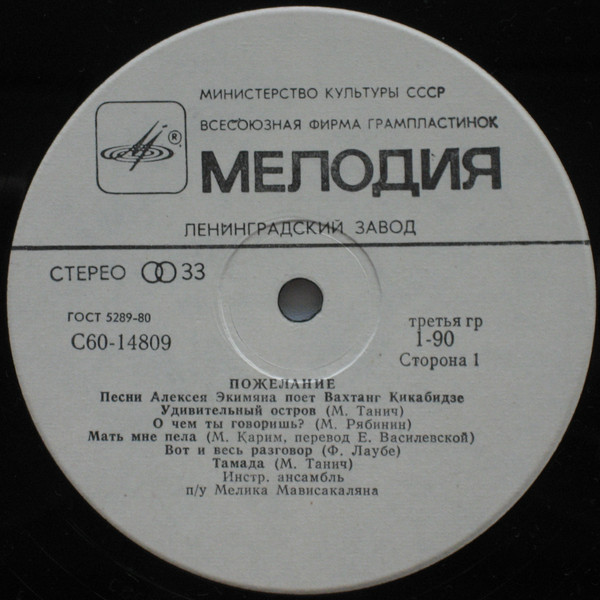 МИНИСТЕРСТВО КУЛЬТУРЫ СССР
ВСЕСОЮЗНАЯ ФИРМА ГРАМПЛАСТИНОК
®
МЕЛОДИЯ
ЛЕНИНГРАДСКИЙ ЗАВОД
СТЕРЕО 33
ГОСТ 5289-80
С60-14809
третья гр
1-90
Сторона 1
ПОЖЕЛАНИЕ
Песни Алексея Экимяна поет Вахтанг Кикабидзе
Удивительный остров (М. Танич)
О чем ты говоришь? (М. Рябинин)
Мать мне пела (М. Карим, перевод Е. Василевской)
Вот и весь разговор (Ф. Лаубе)
Тамада (М. Танич)
Инстр. ансамбль
п/у Мелика Мависакаляна